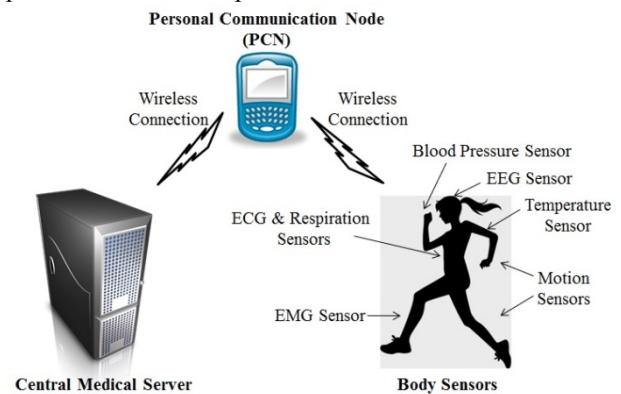 Personal Communication Node
(PCN)
Wireless
Connection
Wireless
Connection
Blood Pressure Sensor
EEG Sensor
Temperature
Sensor
ECG & Respiration
Sensors
Motion
Sensors
EMG Sensor
Central Medical Server
Body Sensors